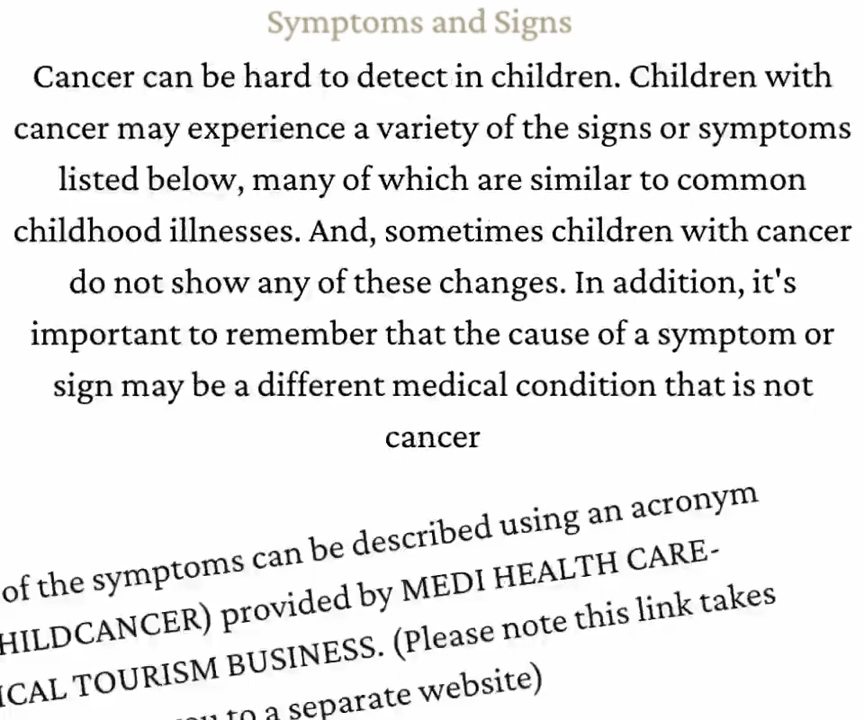 Symptoms and Signs
Cancer can be hard to detect in children. Children with
cancer may experience a variety of the signs or symptoms
listed below, many of which are similar to common
childhood illnesses. And, sometimes children with cancer
do not show any of these changes. In addition, it's
important to remember that the cause of a symptom or
sign may be a different medical condition that is not
cancer
of the symptoms can be described using an acronym
HILDCANCER) provided by MEDI HEALTH CARE-
ICAL TOURISM BUSINESS. (Please note this link takes
to a separate website)